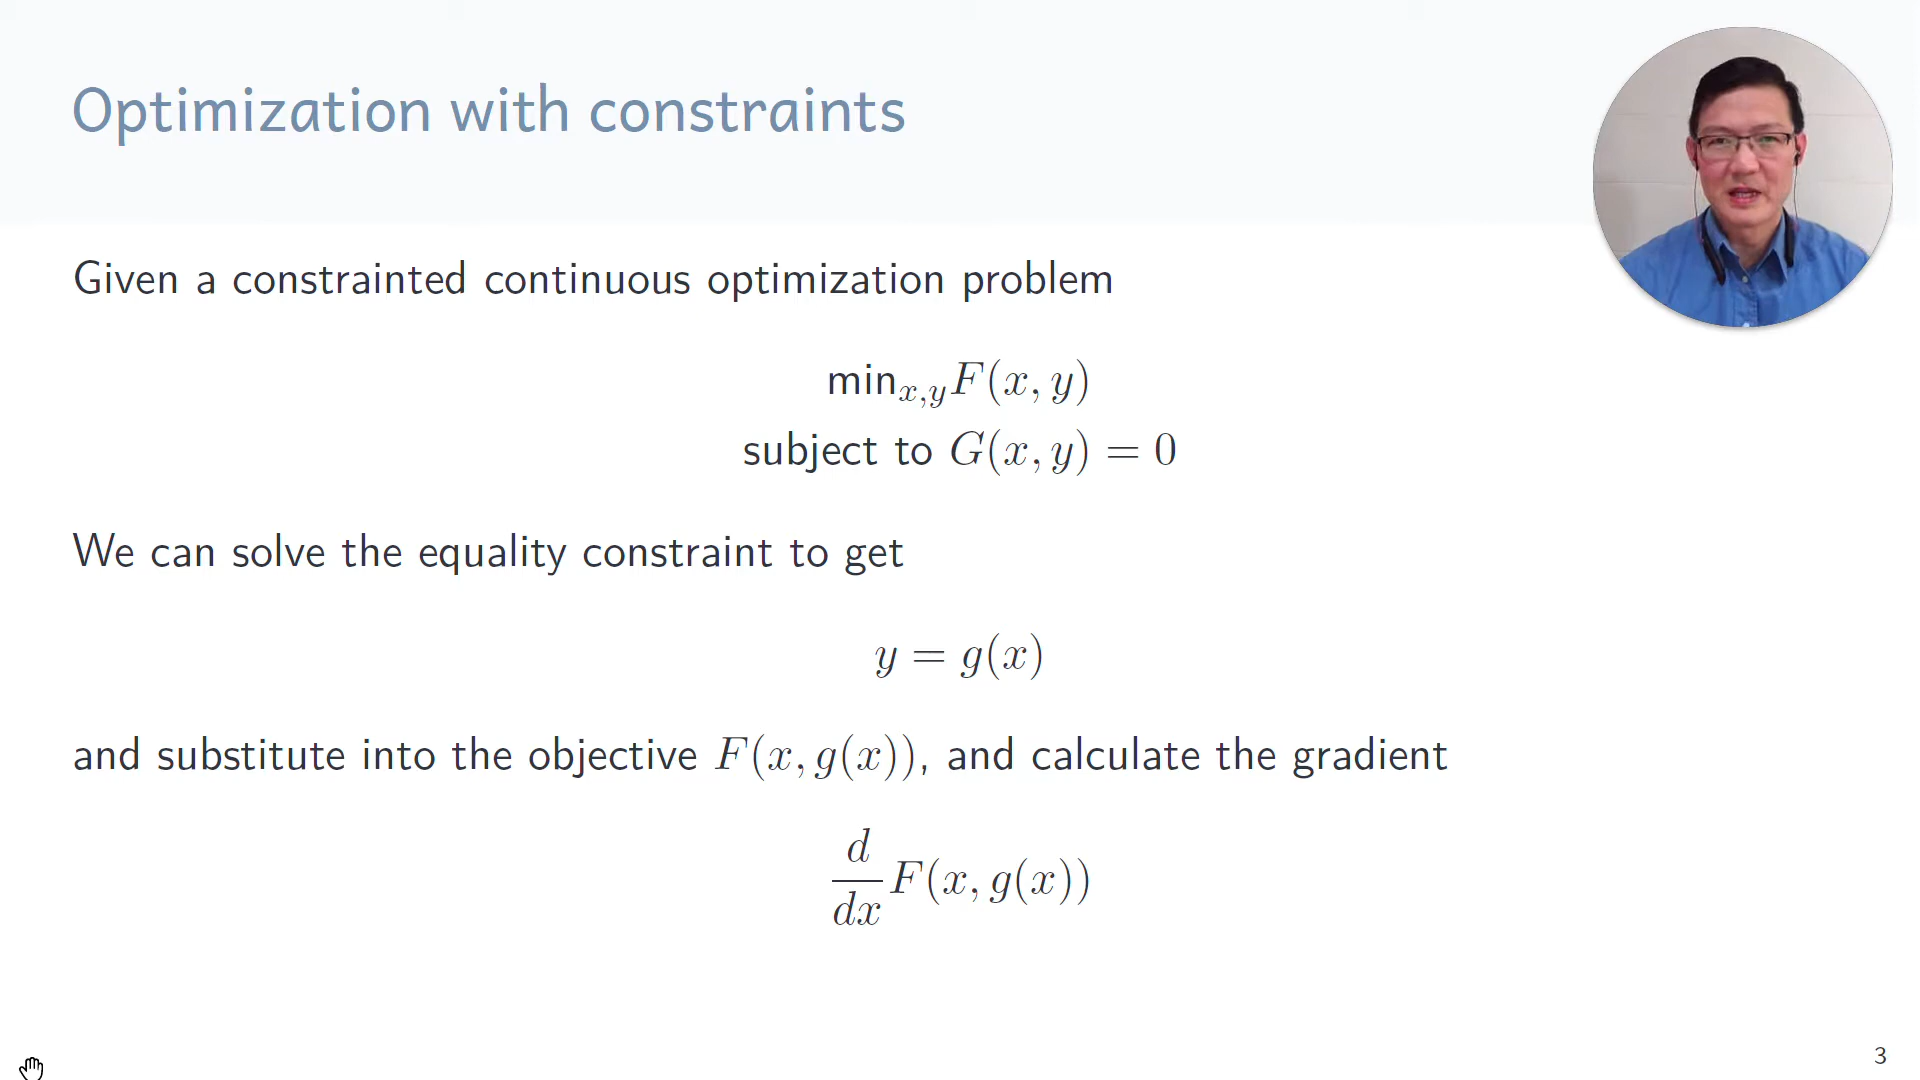 Optimization with constraints
Given a constrainted continuous optimization problem
min_{x,y} F(x, y)
subject to G(x, y) = 0
We can solve the equality constraint to get
y = g(x)
and substitute into the objective F(x, g(x)), and calculate the gradient
\frac{d}{dx} F(x, g(x))
3